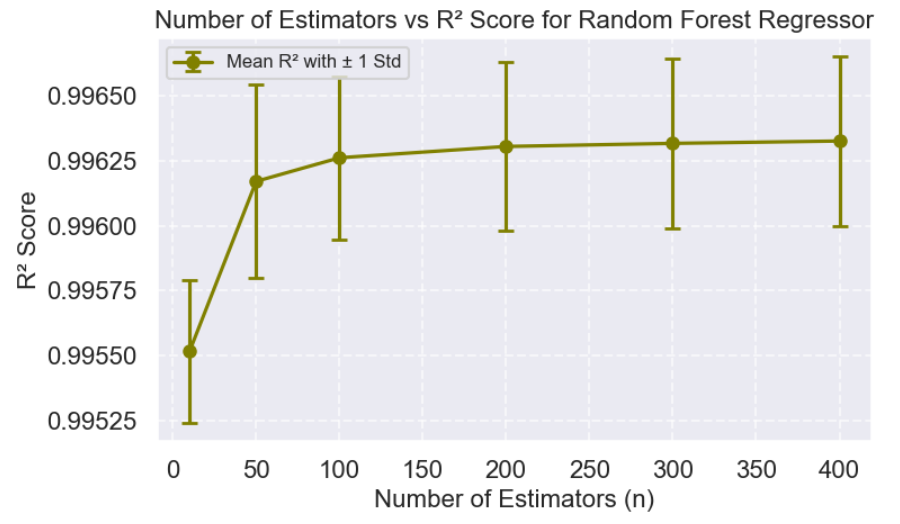 Number of Estimators vs R² Score for Random Forest Regressor
Mean R² with ± 1 Std
0.99650
0.99625
0.99600
0.99575
0.99550
0.99525
R² Score
0 50 100 150 200 250 300 350 400
Number of Estimators (n)